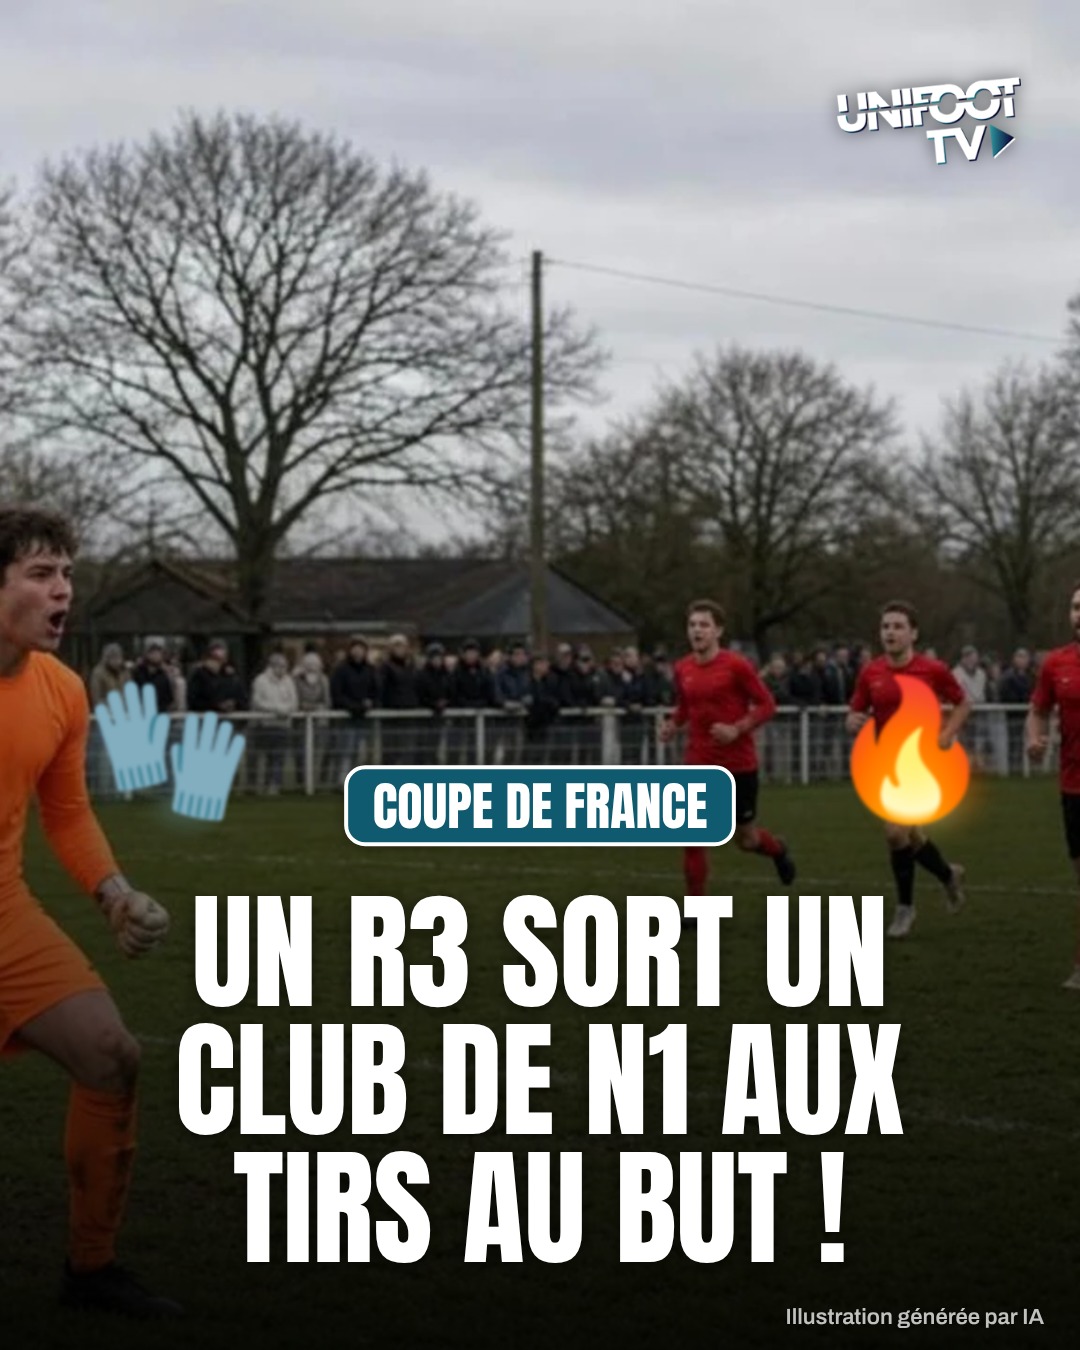 UNIFOOT
TV
COUPE DE FRANCE
UN R3 SORT UN
CLUB DE N1 AUX
TIRS AU BUT !
Illustration générée par IA